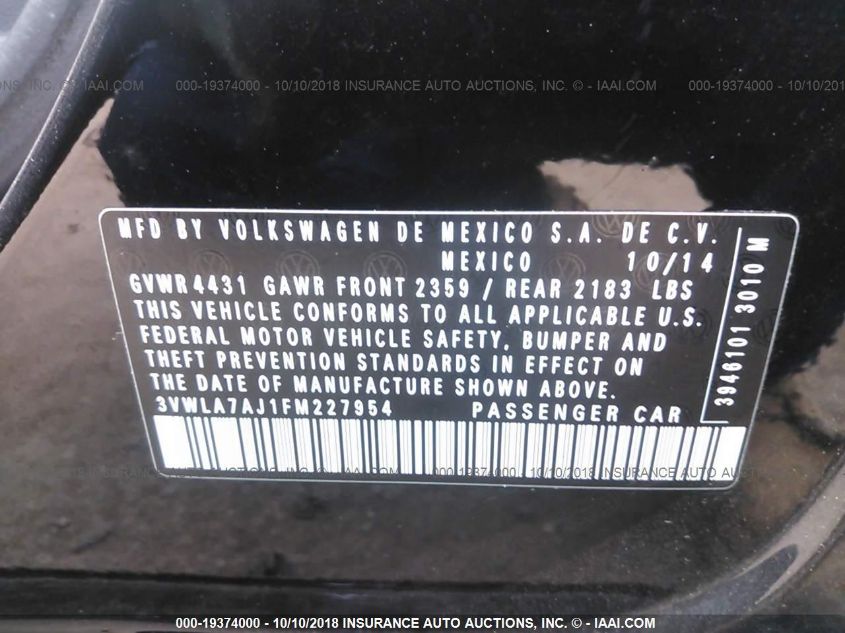 000-19374000 - 10/10/2018 INSURANCE AUTO AUCTIONS, INC. © - IAAI.COM
MFD BY VOLKSWAGEN DE MEXICO S.A. DE C.V.
MEXICO 10/14
GVWR 4431 GAWR FRONT 2359 / REAR 2183 LBS
THIS VEHICLE CONFORMS TO ALL APPLICABLE U.S.
FEDERAL MOTOR VEHICLE SAFETY, BUMPER AND
THEFT PREVENTION STANDARDS IN EFFECT ON
THE DATE OF MANUFACTURE SHOWN ABOVE.
3VWLA7AJ1FM227954 PASSENGER CAR
3946101 3010 M
000-19374000 - 10/10/2018 INSURANCE AUTO AUCTIONS, INC. © - IAAI.COM